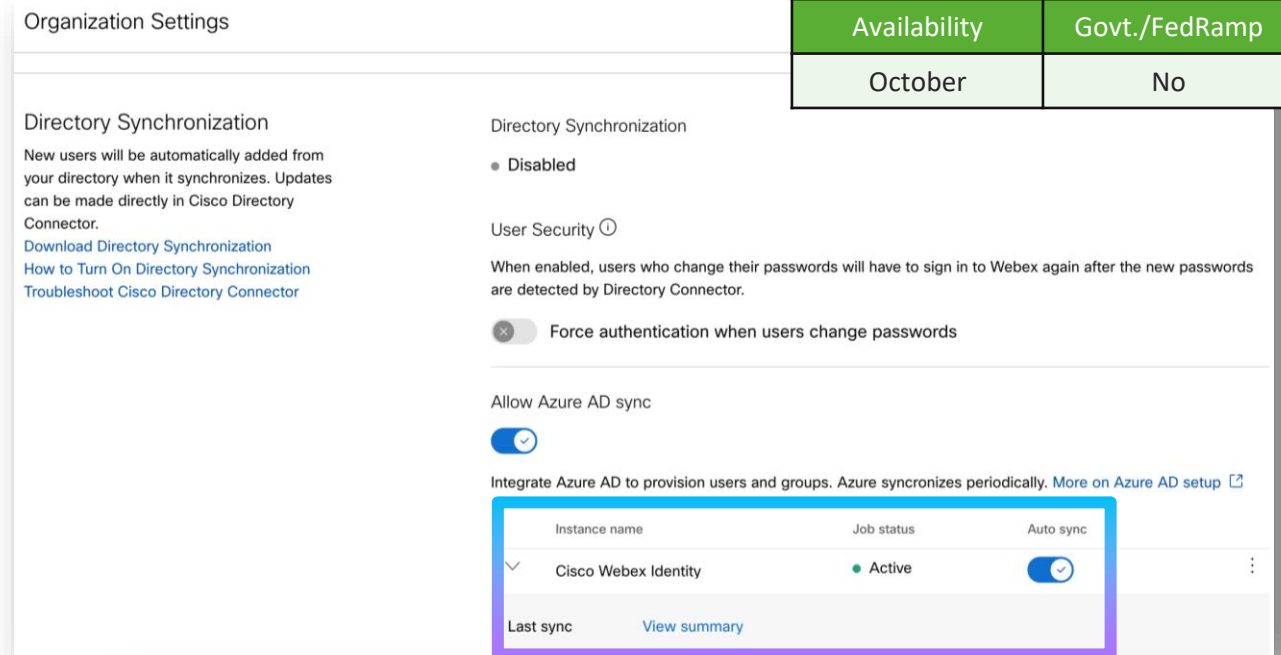 Organization Settings
Availability
Govt./FedRamp
October
No
Directory Synchronization
New users will be automatically added from
your directory when it synchronizes. Updates
can be made directly in Cisco Directory
Connector.
Download Directory Synchronization
How to Turn On Directory Synchronization
Troubleshoot Cisco Directory Connector
Directory Synchronization
Disabled
User Security
When enabled, users who change their passwords will have to sign in to Webex again after the new passwords
are detected by Directory Connector.
Force authentication when users change passwords
Allow Azure AD sync
Integrate Azure AD to provision users and groups. Azure syncronizes periodically. More on Azure AD setup
Instance name Job status Auto sync
Cisco Webex Identity Active
Last sync View summary